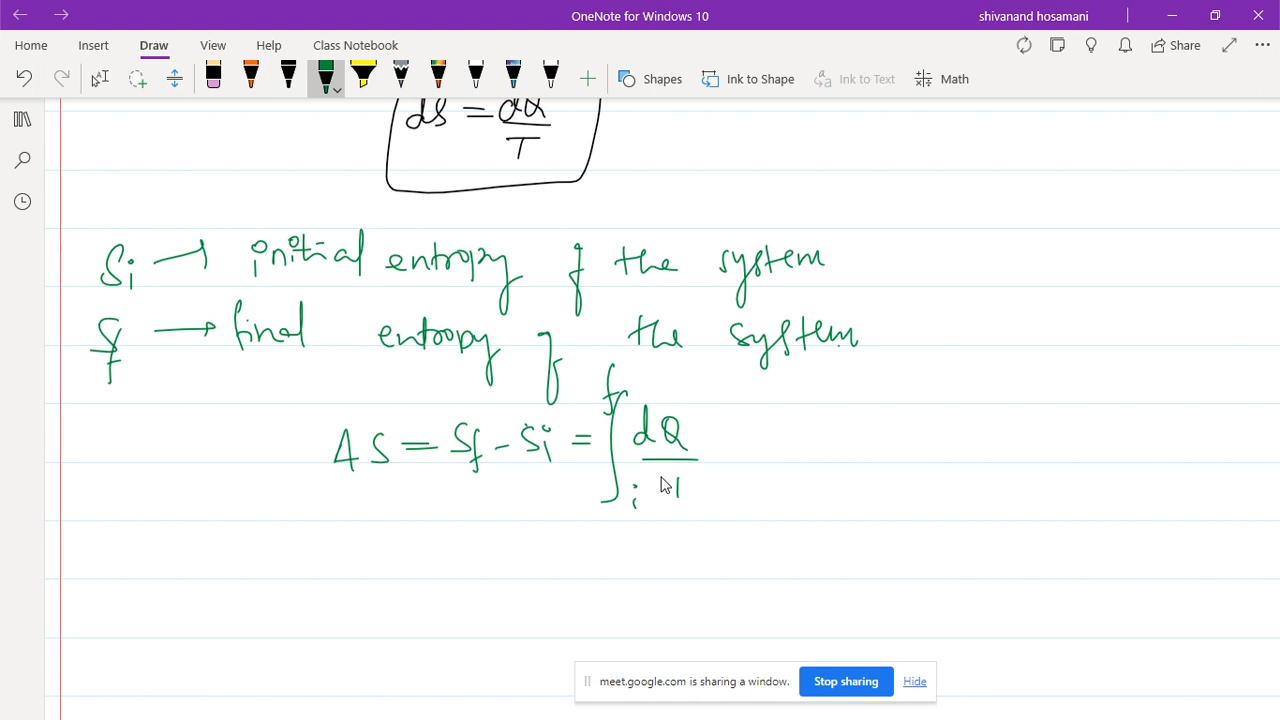 OneNote for Windows 10
shivanand hosamani
Home Insert Draw View Help Class Notebook
Share
Shapes Ink to Shape Ink to Text Math
dS = dQ
T
Si → initial entropy of the system
Sf → final entropy of the system
ΔS = Sf - Si = ∫ f i dQ
meet.google.com is sharing a window. Stop sharing Hide